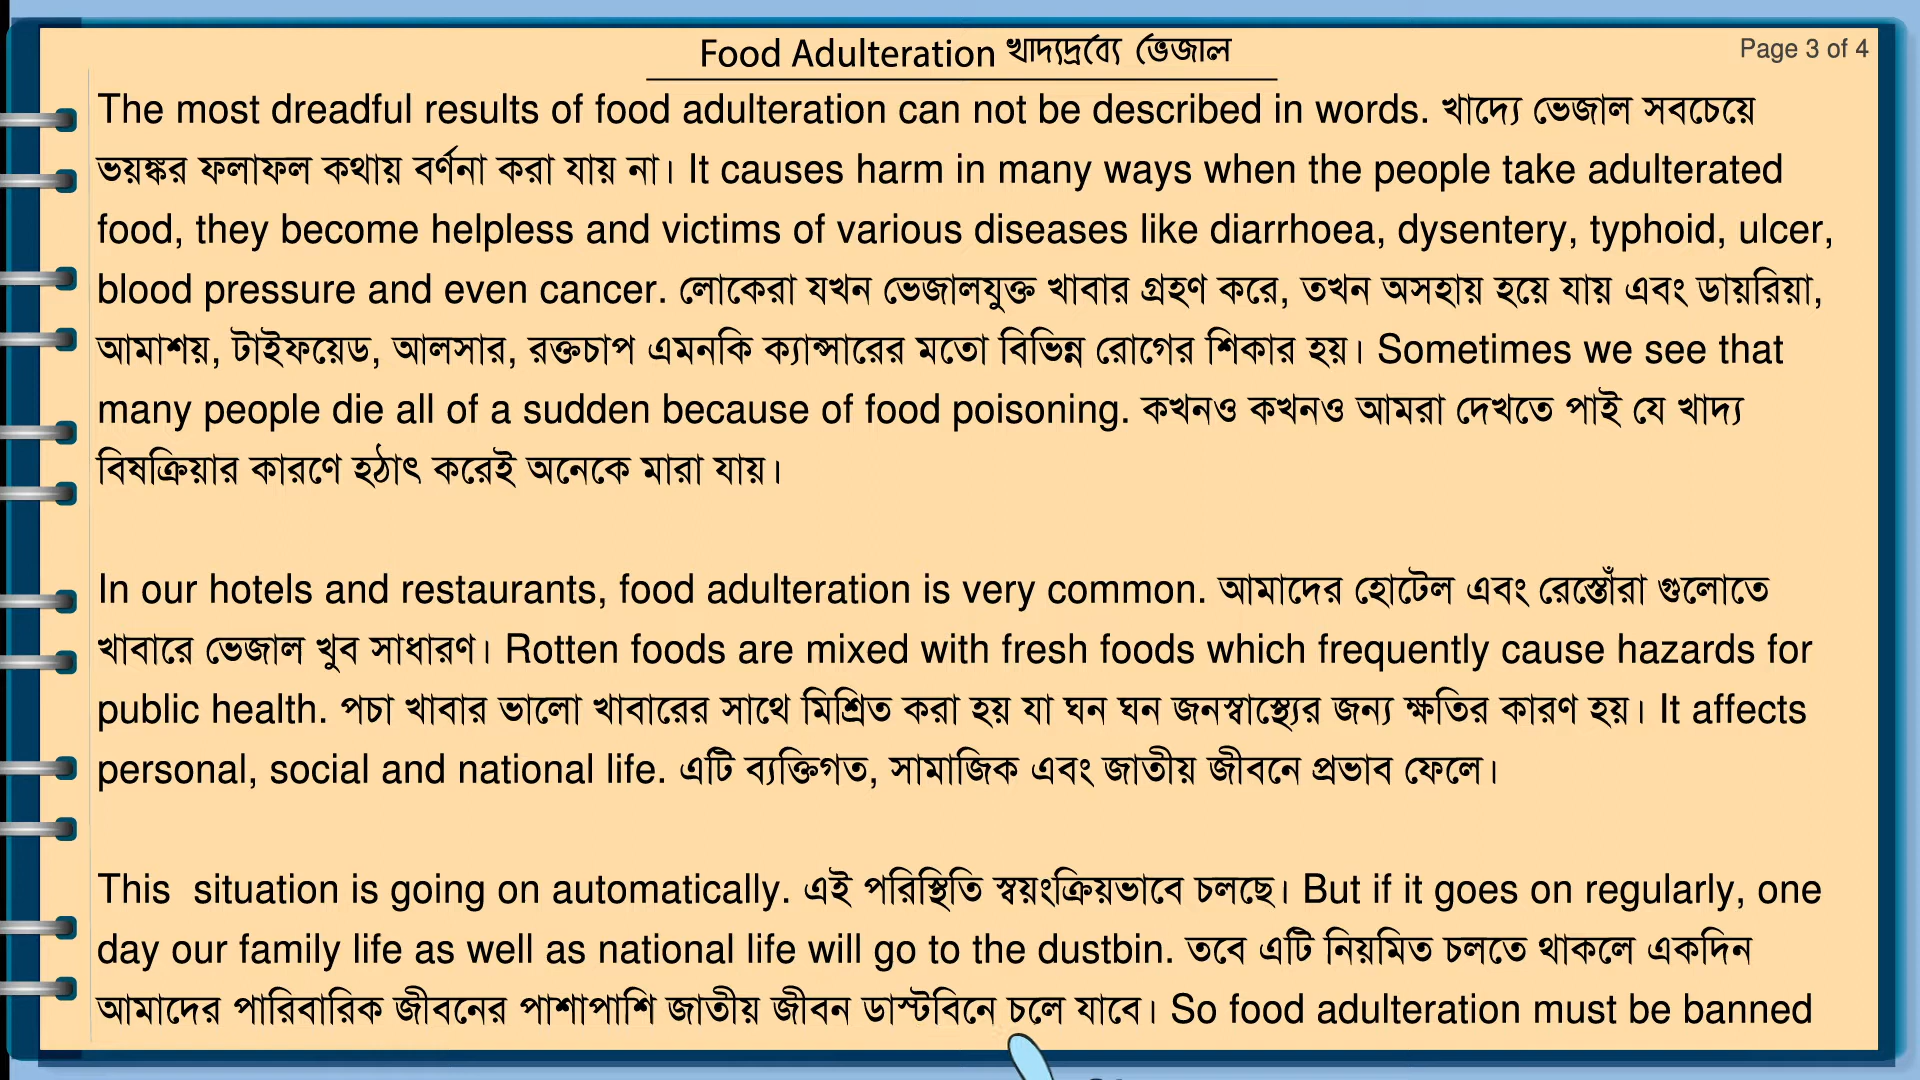 Food Adulteration খাদ্যদ্রব্যে ভেজাল
Page 3 of 4
The most dreadful results of food adulteration can not be described in words. খাদ্যে ভেজাল সবচেয়ে
ভয়ঙ্কর ফলাফল কথায় বর্ণনা করা যায় না। It causes harm in many ways when the people take adulterated
food, they become helpless and victims of various diseases like diarrhoea, dysentery, typhoid, ulcer,
blood pressure and even cancer. লোকেরা যখন ভেজালযুক্ত খাবার গ্রহণ করে, তখন অসহায় হয়ে যায় এবং ডায়রিয়া,
আমাশয়, টাইফয়েড, আলসার, রক্তচাপ এমনকি ক্যান্সারের মতো বিভিন্ন রোগের শিকার হয়। Sometimes we see that
many people die all of a sudden because of food poisoning. কখনও কখনও আমরা দেখতে পাই যে খাদ্য
বিষক্রিয়ার কারণে হঠাৎ করেই অনেকে মারা যায়।
In our hotels and restaurants, food adulteration is very common. আমাদের হোটেল এবং রেস্তোঁরা গুলোতে
খাবারে ভেজাল খুব সাধারণ। Rotten foods are mixed with fresh foods which frequently cause hazards for
public health. পচা খাবার ভালো খাবারের সাথে মিশ্রিত করা হয় যা ঘন ঘন জনস্বাস্থ্যের জন্য ক্ষতির কারণ হয়। It affects
personal, social and national life. এটি ব্যক্তিগত, সামাজিক এবং জাতীয় জীবনে প্রভাব ফেলে।
This  situation is going on automatically. এই পরিস্থিতি স্বয়ংক্রিয়ভাবে চলছে। But if it goes on regularly, one
day our family life as well as national life will go to the dustbin. তবে এটি নিয়মিত চলতে থাকলে একদিন
আমাদের পারিবারিক জীবনের পাশাপাশি জাতীয় জীবন ডাস্টবিনে চলে যাবে। So food adulteration must be banned